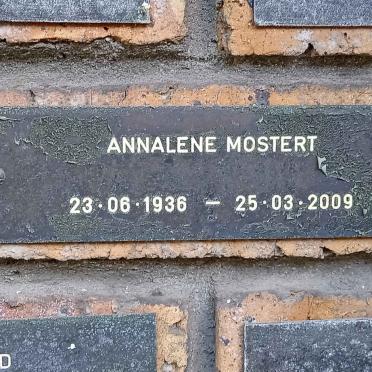 ANNALENE MOSTERT
23·06·1936 — 25·03·2009
D